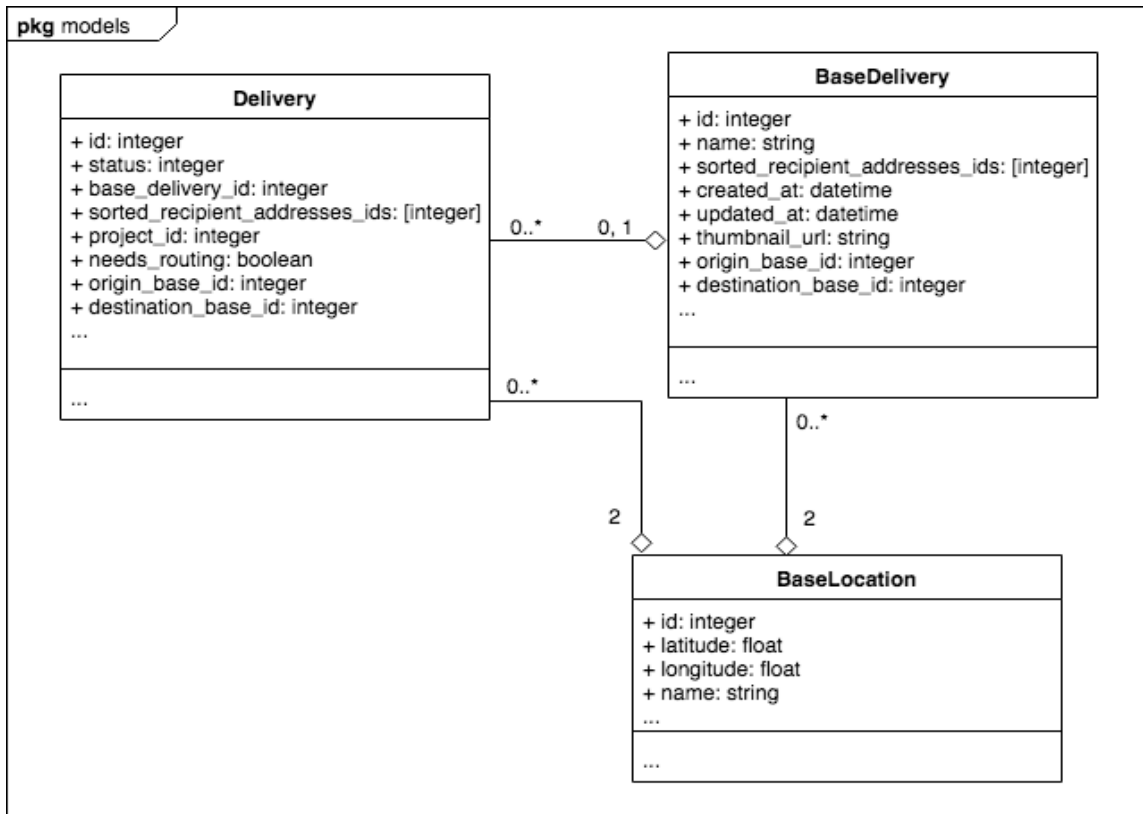 pkg models
Delivery
+ id: integer
+ status: integer
+ base_delivery_id: integer
+ sorted_recipient_addresses_ids: [integer]
+ project_id: integer
+ needs_routing: boolean
+ origin_base_id: integer
+ destination_base_id: integer
...
...
0..*
0, 1
BaseDelivery
+ id: integer
+ name: string
+ sorted_recipient_addresses_ids: [integer]
+ created_at: datetime
+ updated_at: datetime
+ thumbnail_url: string
+ origin_base_id: integer
+ destination_base_id: integer
...
...
0..*
0..*
2
2
BaseLocation
+ id: integer
+ latitude: float
+ longitude: float
+ name: string
...
...